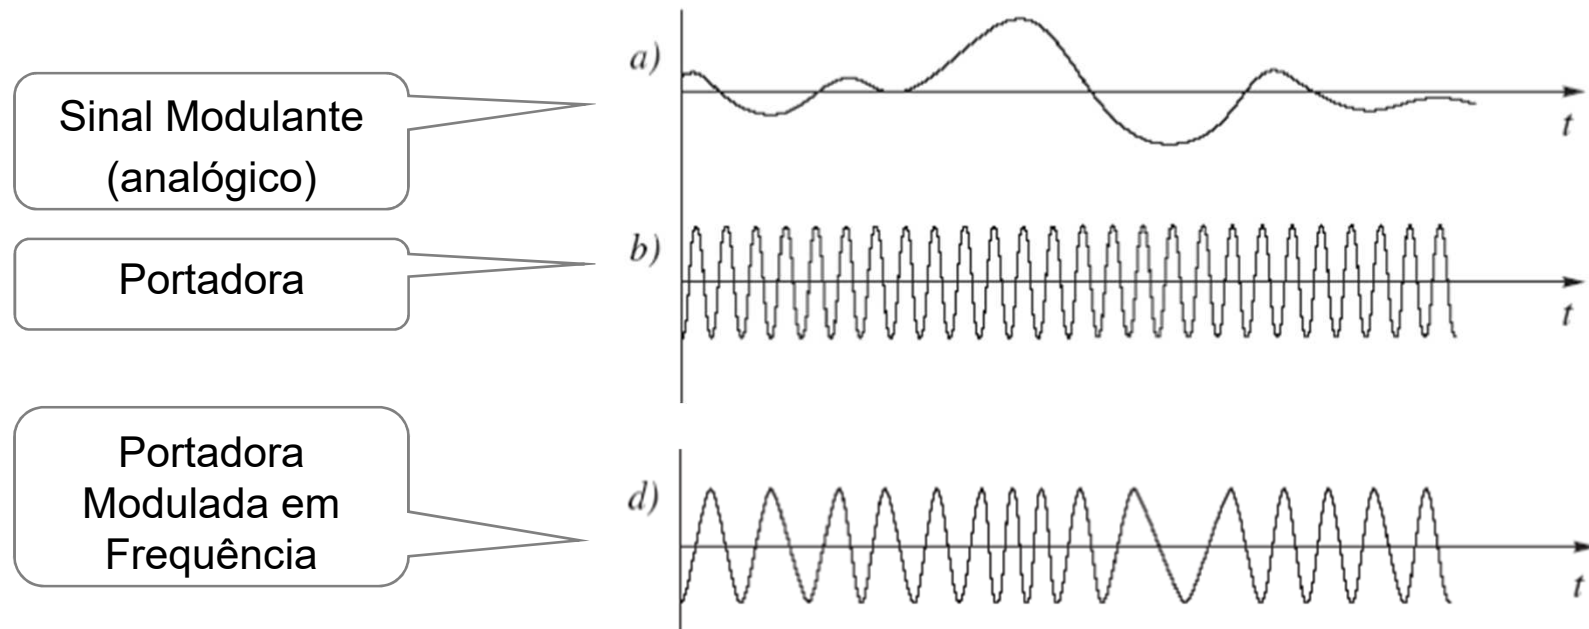 a)
Sinal Modulante
(analógico)
t
b)
Portadora
t
Portadora
Modulada em
Frequência
d)
t